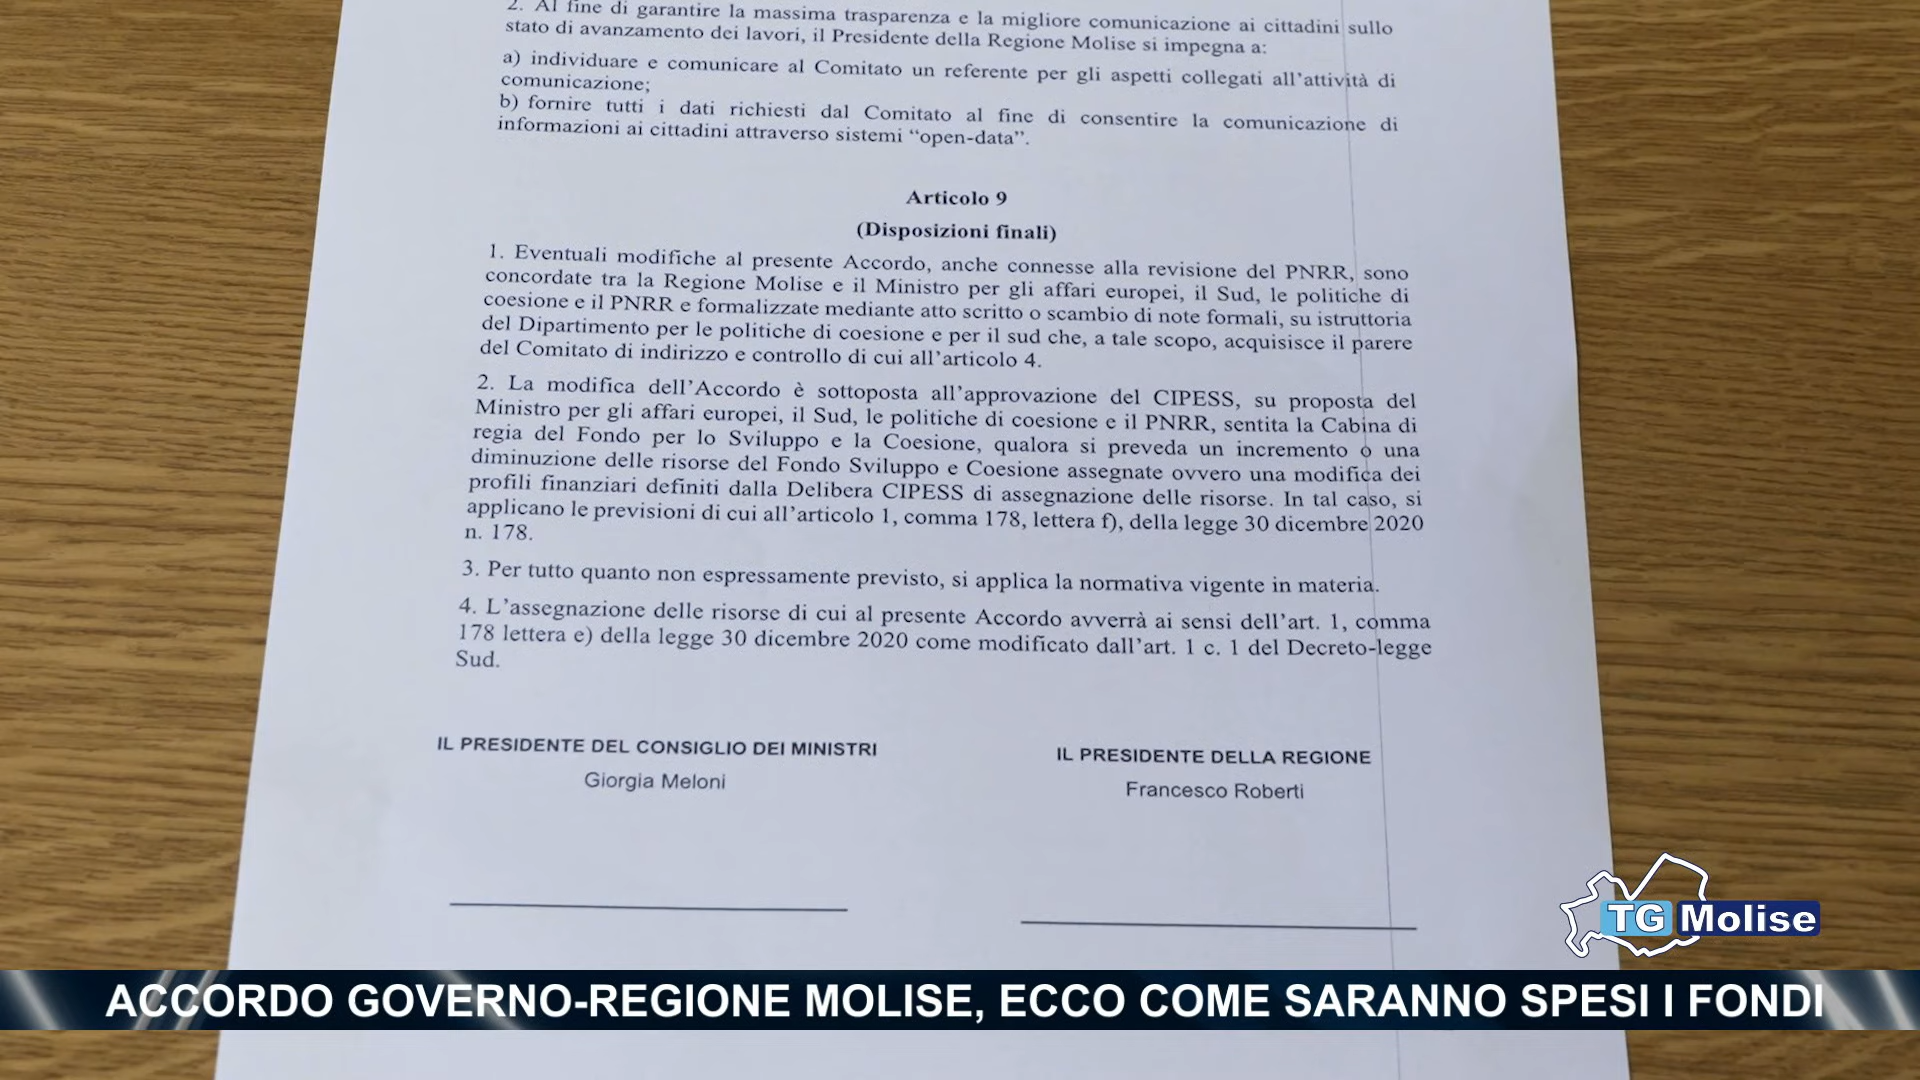 2. Al fine di garantire la massima trasparenza e la migliore comunicazione ai cittadini sullo
stato di avanzamento dei lavori, il Presidente della Regione Molise si impegna a:
a) individuare e comunicare al Comitato un referente per gli aspetti collegati all’attività di
comunicazione;
b) fornire tutti i dati richiesti dal Comitato al fine di consentire la comunicazione di
informazioni ai cittadini attraverso sistemi “open-data”.
Articolo 9
(Disposizioni finali)
1. Eventuali modifiche al presente Accordo, anche connesse alla revisione del PNRR, sono
concordate tra la Regione Molise e il Ministro per gli affari europei, il Sud, le politiche di
coesione e il PNRR e formalizzate mediante atto scritto o scambio di note formali, su istruttoria
del Dipartimento per le politiche di coesione e per il sud che, a tale scopo, acquisisce il parere
del Comitato di indirizzo e controllo di cui all’articolo 4.
2. La modifica dell’Accordo è sottoposta all’approvazione del CIPESS, su proposta del
Ministro per gli affari europei, il Sud, le politiche di coesione e il PNRR, sentita la Cabina di
regia del Fondo per lo Sviluppo e la Coesione, qualora si preveda un incremento o una
diminuzione delle risorse del Fondo Sviluppo e Coesione assegnate ovvero una modifica dei
profili finanziari definiti dalla Delibera CIPESS di assegnazione delle risorse. In tal caso, si
applicano le previsioni di cui all’articolo 1, comma 178, lettera f), della legge 30 dicembre 2020
n. 178.
3. Per tutto quanto non espressamente previsto, si applica la normativa vigente in materia.
4. L’assegnazione delle risorse di cui al presente Accordo avverrà ai sensi dell’art. 1, comma
178 lettera e) della legge 30 dicembre 2020 come modificato dall’art. 1 c. 1 del Decreto-legge
Sud.
IL PRESIDENTE DEL CONSIGLIO DEI MINISTRI
Giorgia Meloni
IL PRESIDENTE DELLA REGIONE
Francesco Roberti
TG Molise
ACCORDO GOVERNO-REGIONE MOLISE, ECCO COME SARANNO SPESI I FONDI